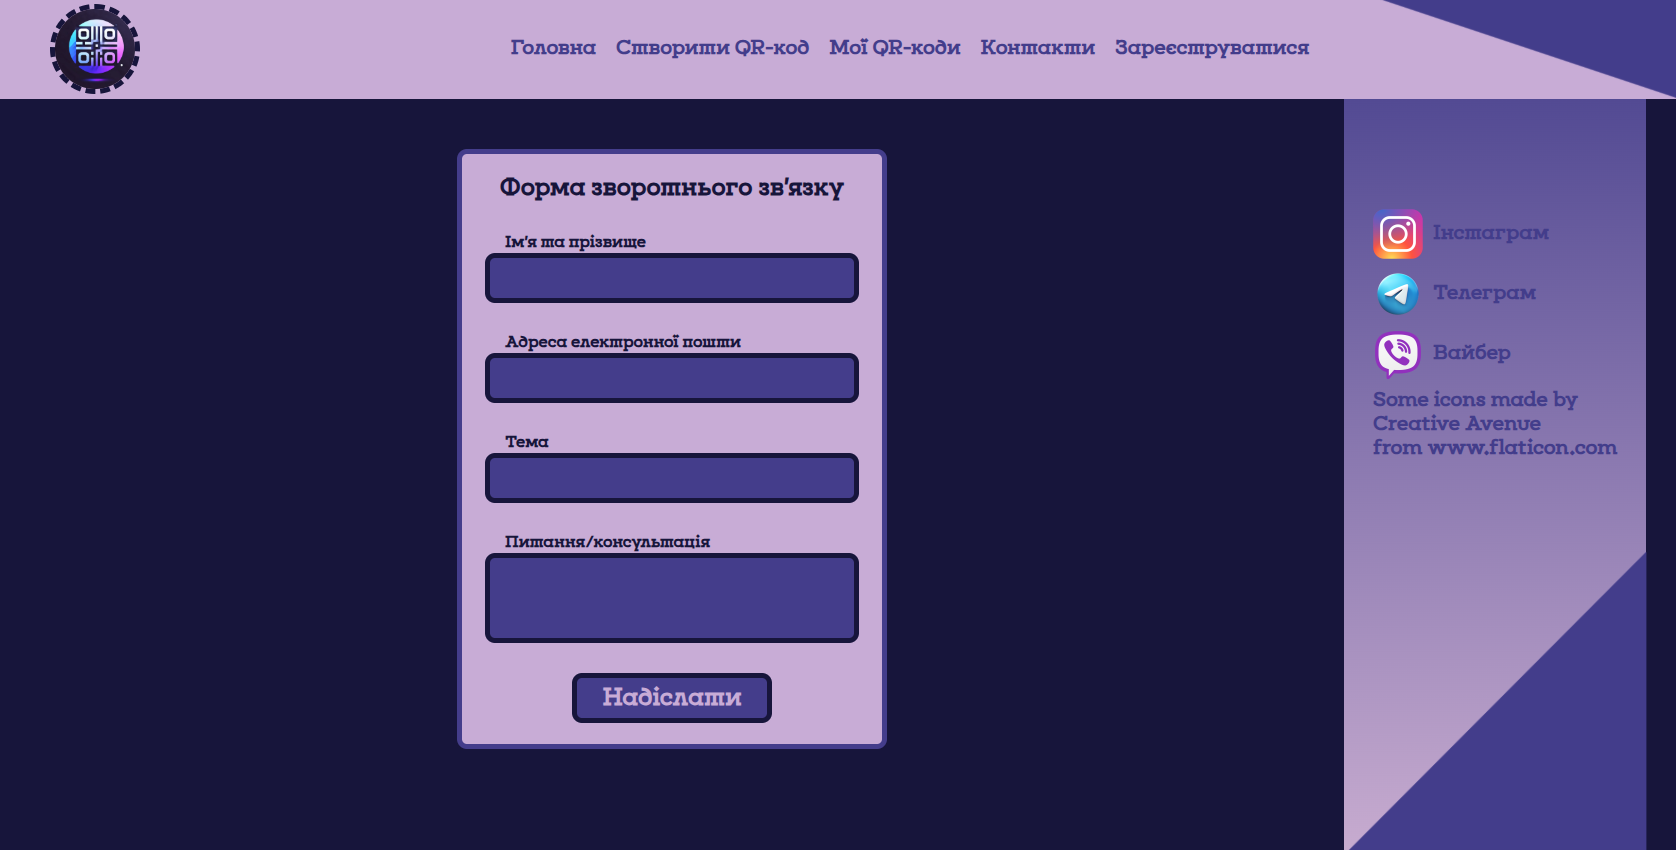 Головна Створити QR-код Мої QR-коди Контакти Зареєструватися
Форма зворотнього зв'язку
Ім'я та прізвище
Адреса електронної пошти
Тема
Питання/консультація
Надіслати
Інстаграм
Телеграм
Вайбер
Some icons made by
Creative Avenue
from www.flaticon.com